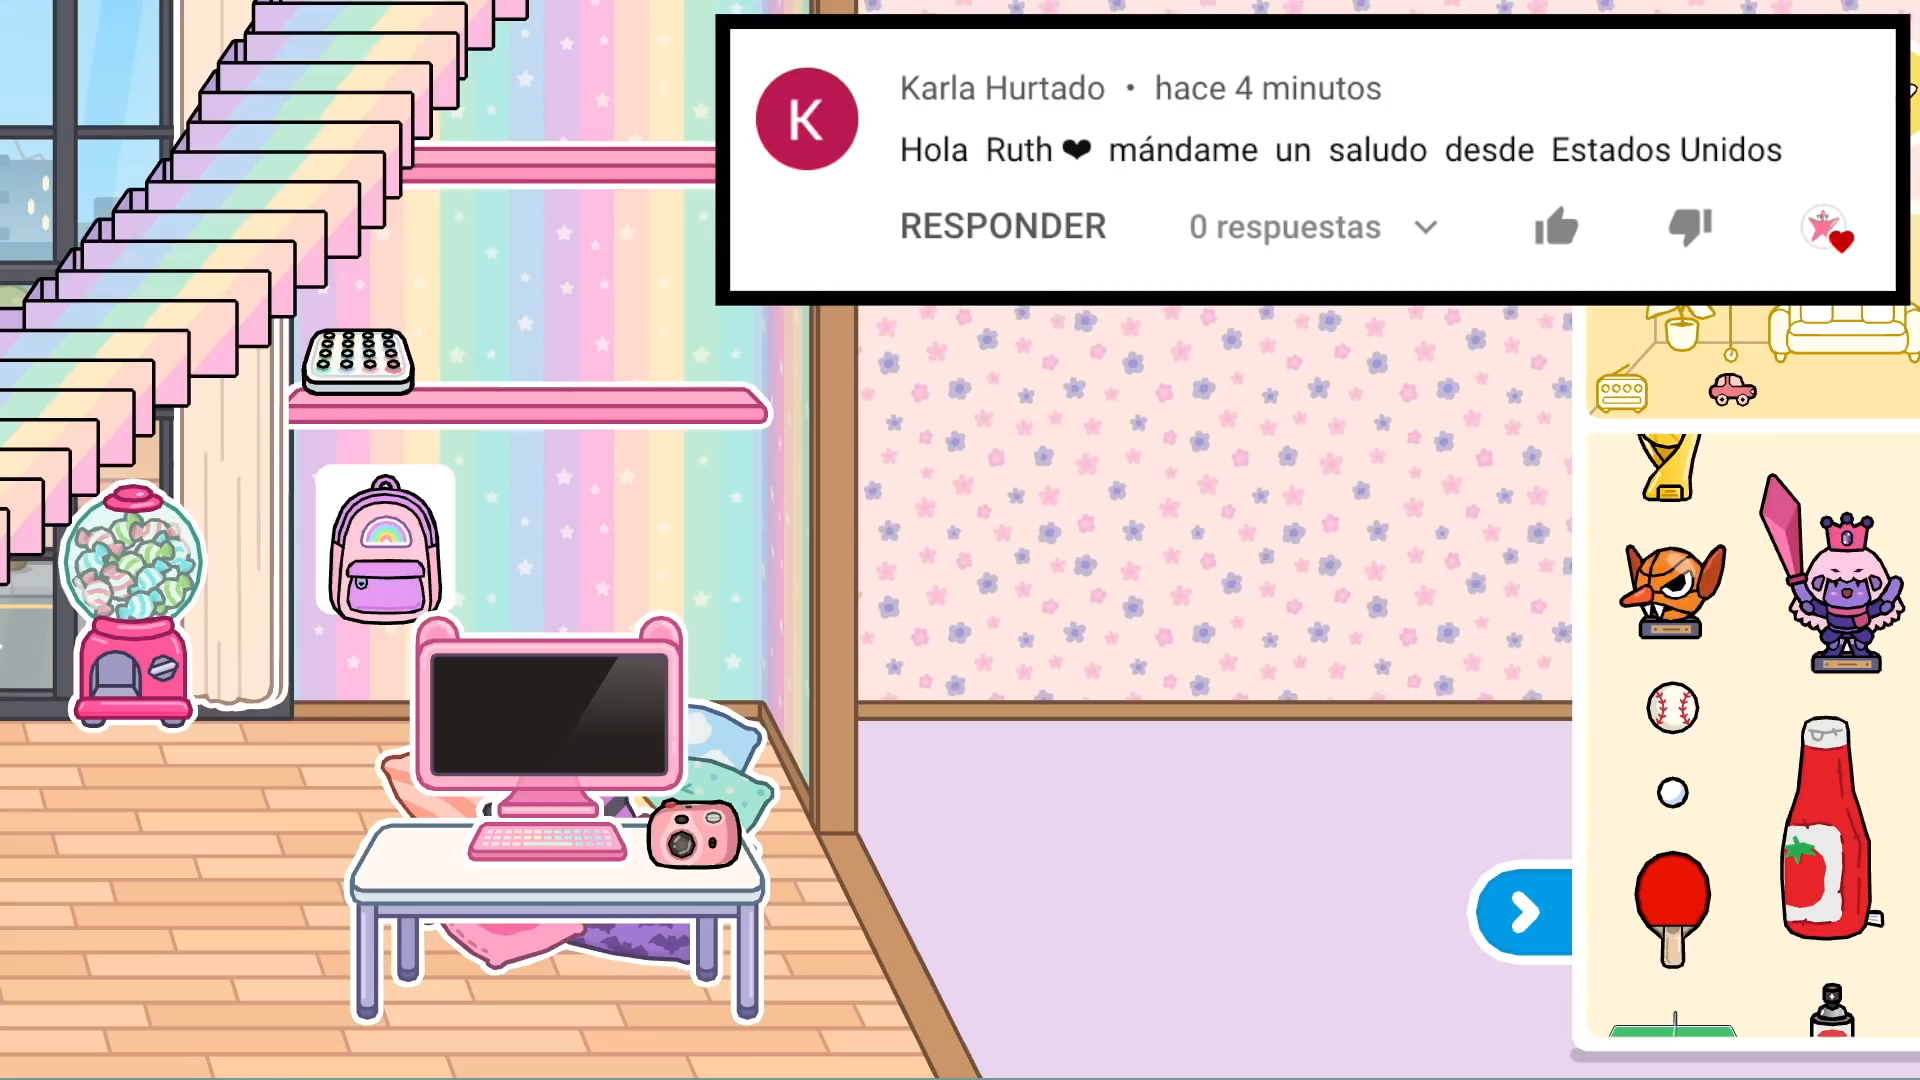 K
Karla Hurtado • hace 4 minutos
Hola Ruth ❤ mándame un saludo desde Estados Unidos
RESPONDER 0 respuestas